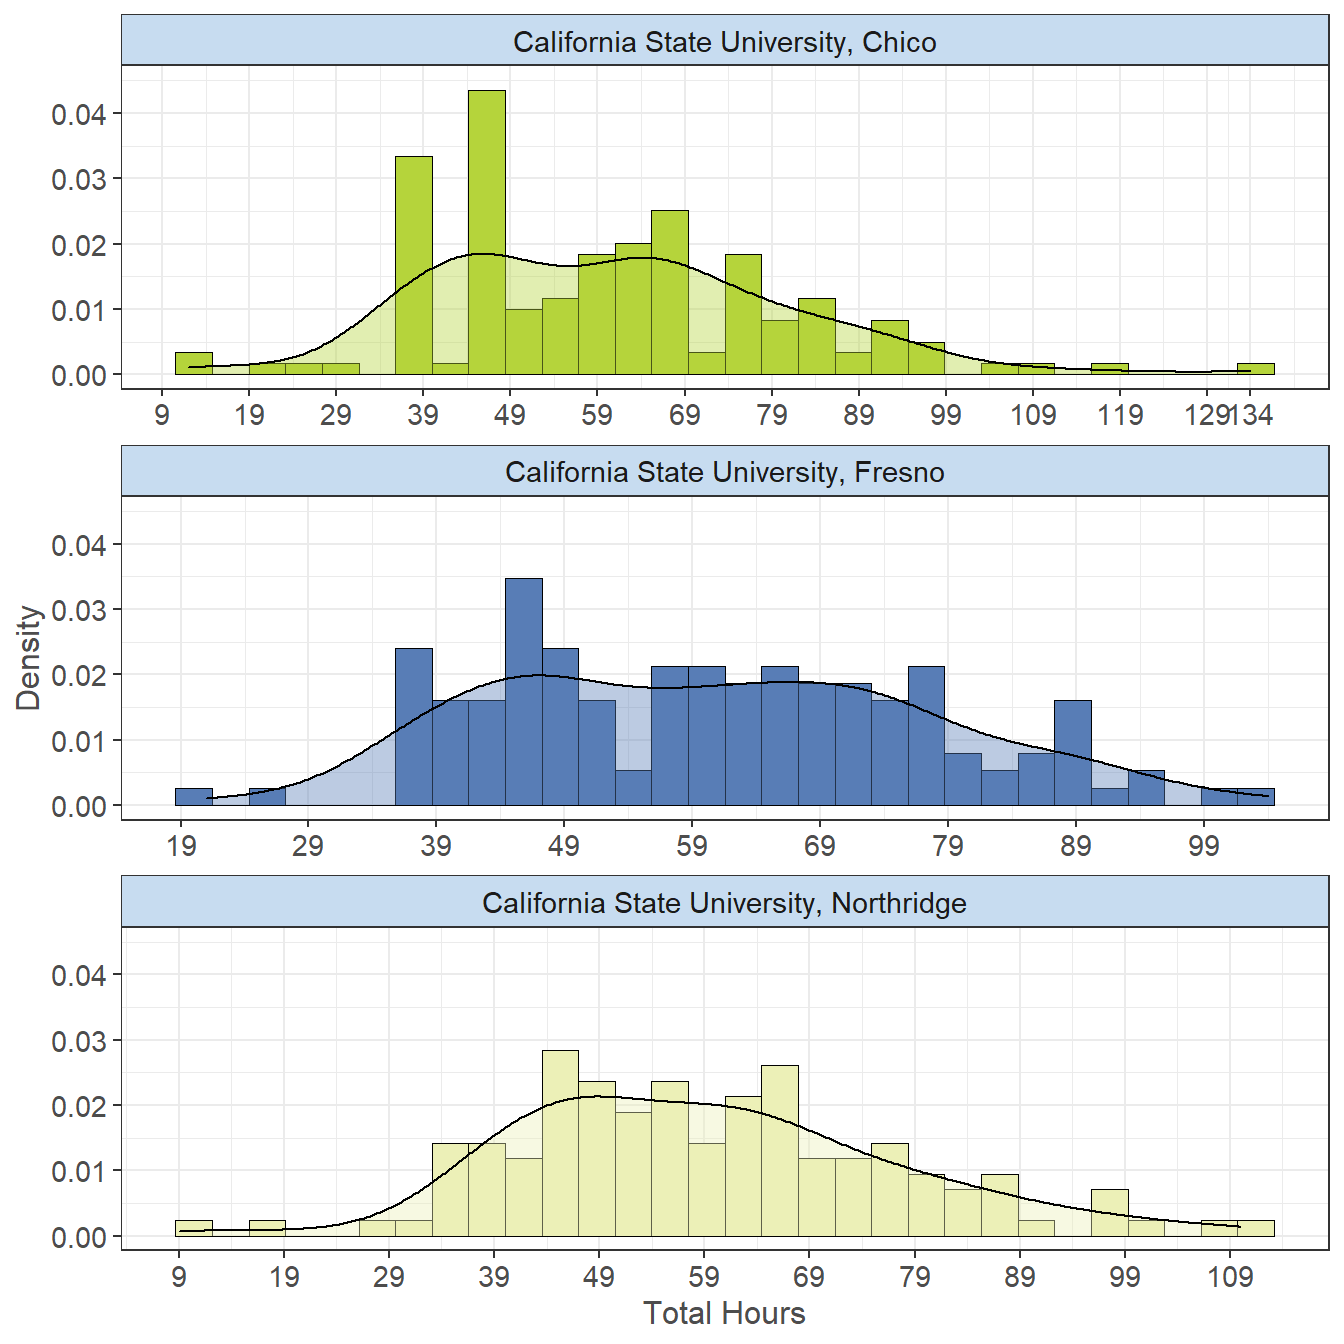 California State University, Chico
0.04
0.03
0.02
0.01
0.00
9 19 29 39 49 59 69 79 89 99 109 119 129 134
California State University, Fresno
0.04
0.03
0.02
0.01
0.00
19 29 39 49 59 69 79 89 99
Density
California State University, Northridge
0.04
0.03
0.02
0.01
0.00
9 19 29 39 49 59 69 79 89 99 109
Total Hours